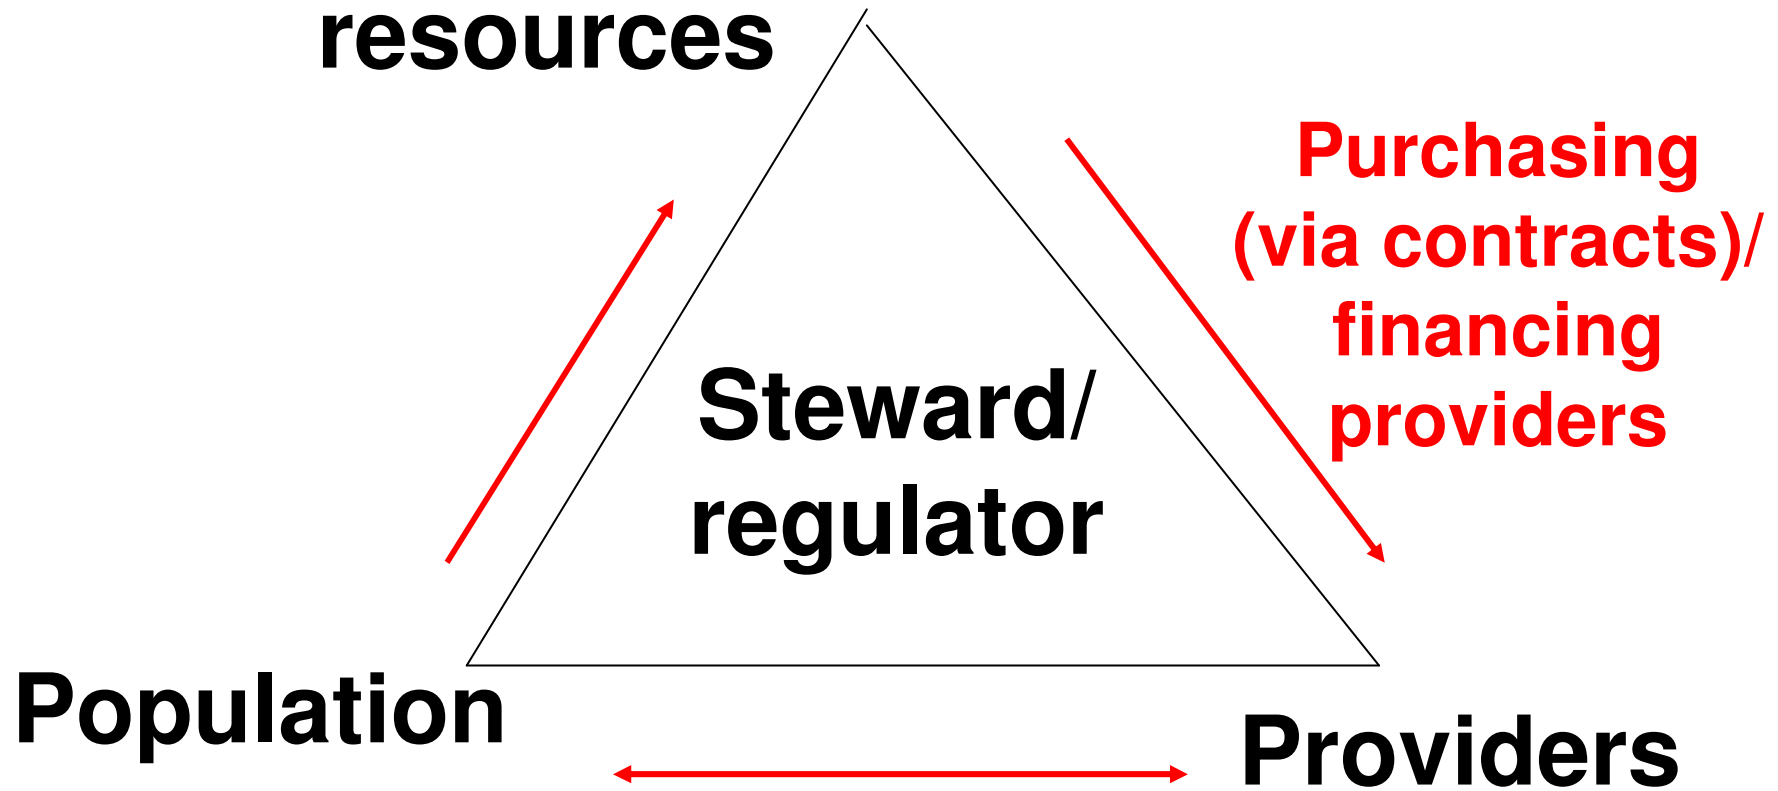 resources
Purchasing
(via contracts)/
financing
providers
Steward/
regulator
Population
Providers